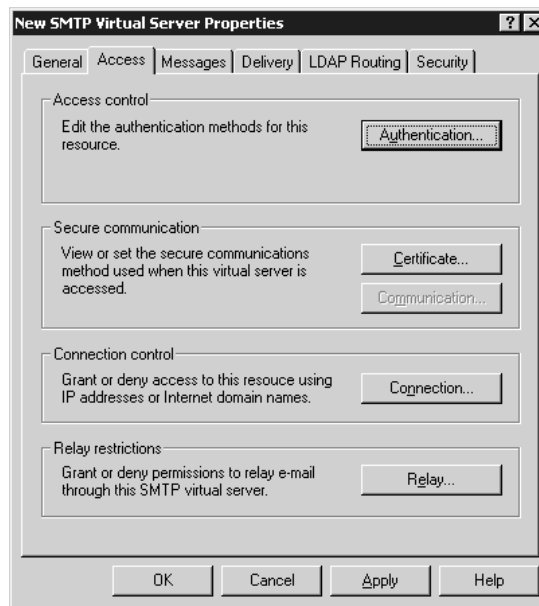 New SMTP Virtual Server Properties
General Access Messages Delivery LDAP Routing Security
Access control
Edit the authentication methods for this
resource.
Authentication...
Secure communication
View or set the secure communications
method used when this virtual server is
accessed.
Certificate...
Communication...
Connection control
Grant or deny access to this resouce using
IP addresses or Internet domain names.
Connection...
Relay restrictions
Grant or deny permissions to relay e-mail
through this SMTP virtual server.
Relay...
OK Cancel Apply Help